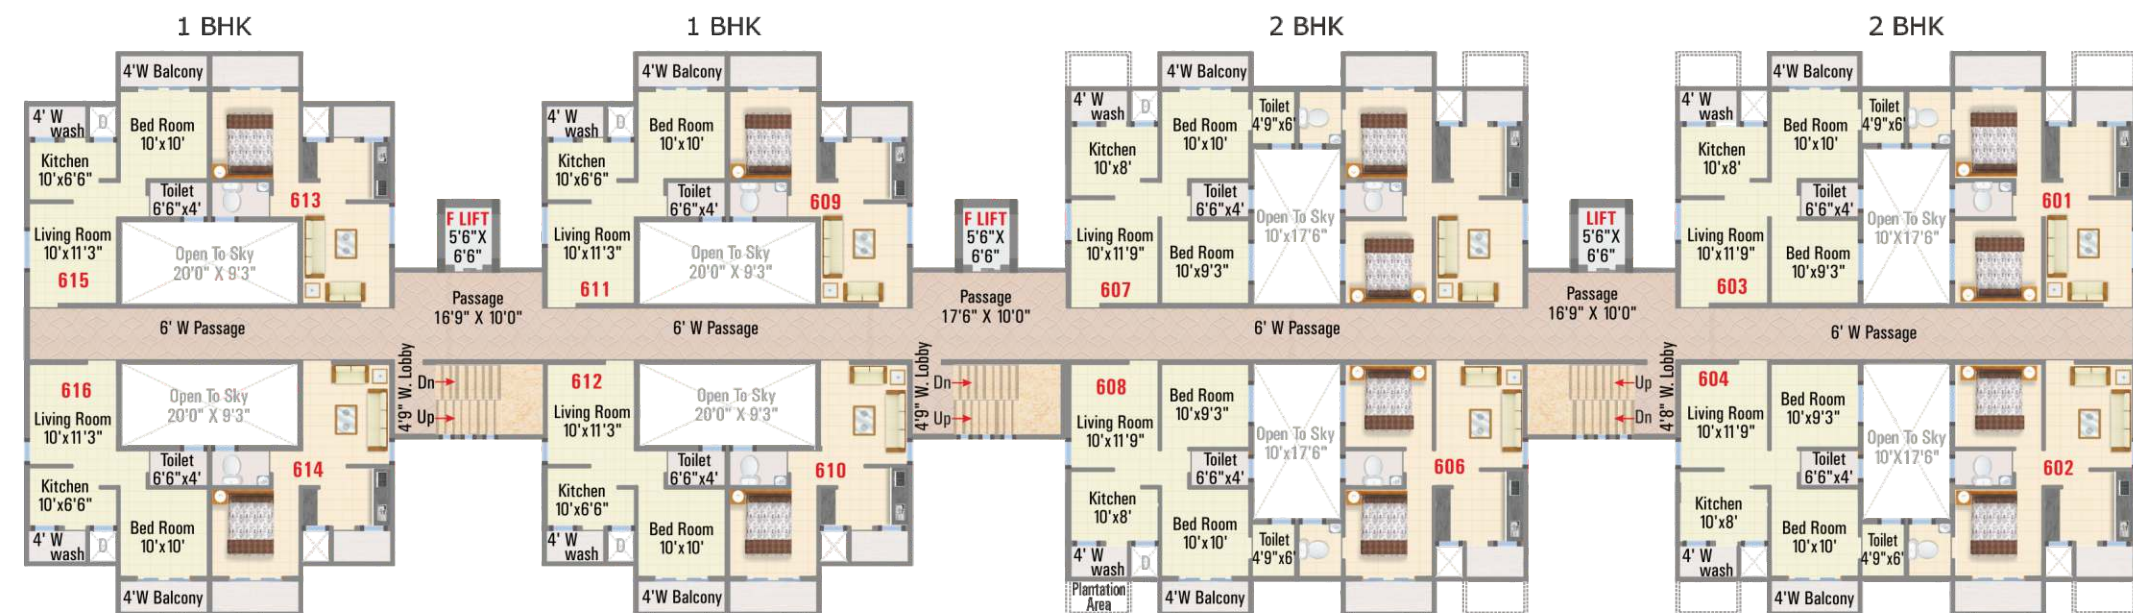 1 BHK
1 BHK
2 BHK
2 BHK
4'W Balcony
4' W
wash
D
Bed Room
10'x10'
Kitchen
10'x6'6"
Toilet
6'6"x4'
613
Living Room
10'x11'3"
615
Open To Sky
20'0" X 9'3"
F LIFT
5'6"X
6'6"
Passage
16'9" X 10'0"
4'W Balcony
4' W
wash
D
Bed Room
10'x10'
Kitchen
10'x6'6"
Toilet
6'6"x4'
609
Living Room
10'x11'3"
611
Open To Sky
20'0" X 9'3"
F LIFT
5'6"X
6'6"
Passage
17'6" X 10'0"
4'W Balcony
4' W
wash
D
Bed Room
10'x10'
Toilet
4'9"x6'
Kitchen
10'x8'
Toilet
6'6"x4'
Living Room
10'x11'9"
607
Bed Room
10'x9'3"
Open To Sky
10'x17'6"
LIFT
5'6"X
6'6"
Passage
16'9" X 10'0"
4'W Balcony
4' W
wash
Bed Room
10'x10'
Toilet
4'9"x6'
Kitchen
10'x8'
Toilet
6'6"x4'
601
Living Room
10'x11'9"
603
Bed Room
10'x9'3"
Open To Sky
10'X17'6"
6' W Passage
6' W Passage
6' W Passage
6' W Passage
616
Living Room
10'x11'3"
Open To Sky
20'0" X 9'3"
Toilet
6'6"x4'
614
Kitchen
10'x6'6"
Bed Room
10'x10'
4' W
wash
D
4'W Balcony
4'9" W. Lobby
Dn
Up
612
Living Room
10'x11'3"
Open To Sky
20'0" X 9'3"
Toilet
6'6"x4'
610
Kitchen
10'x6'6"
Bed Room
10'x10'
4' W
wash
D
4'W Balcony
4'9" W. Lobby
Dn
Up
608
Living Room
10'x11'9"
Bed Room
10'x9'3"
Open To Sky
10'x17'6"
Toilet
6'6"x4'
606
Kitchen
10'x8'
Bed Room
10'x10'
Toilet
4'9"x6'
4' W
wash
D
Plantation
Area
4'W Balcony
Up
Dn
4'8" W. Lobby
604
Living Room
10'x11'9"
Bed Room
10'x9'3"
Open To Sky
10'X17'6"
Toilet
6'6"x4'
602
Kitchen
10'x8'
Bed Room
10'x10'
Toilet
4'9"x6'
4' W
wash
4'W Balcony